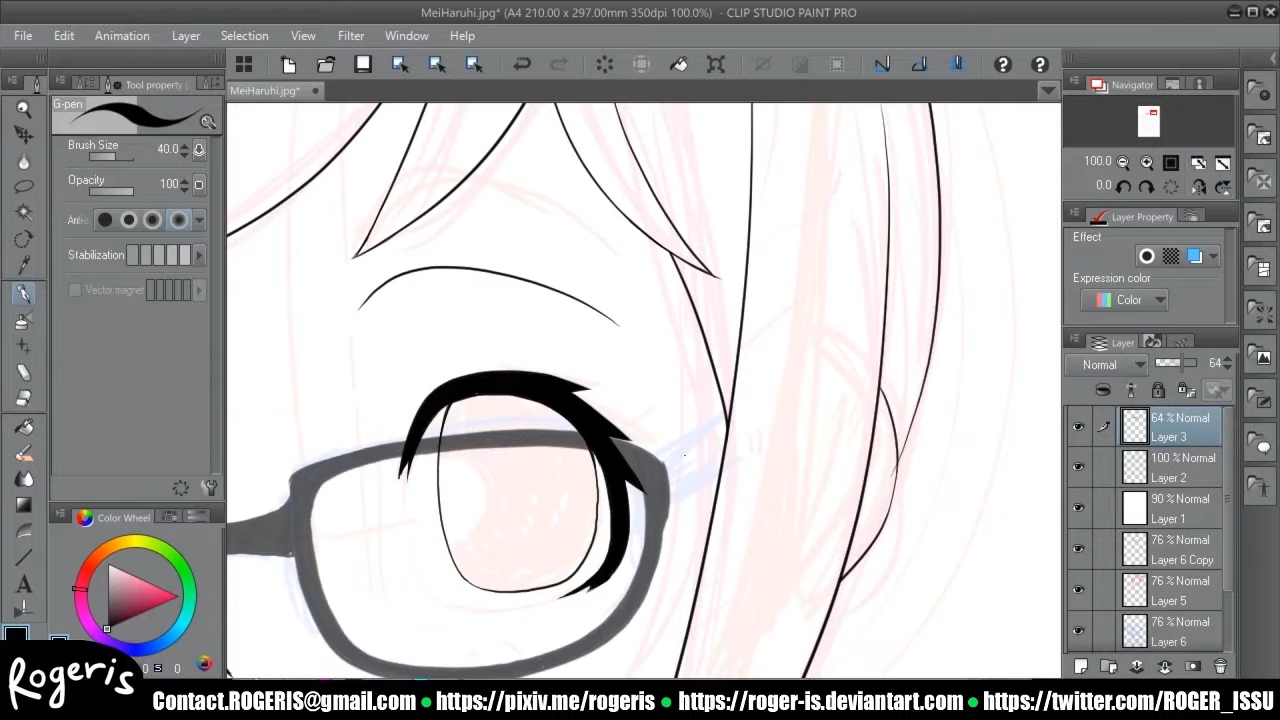 MeiHaruhi.jpg* (A4 210.00 x 297.00mm 350dpi 100.0%)  - CLIP STUDIO PAINT PRO
File Edit Animation Layer Selection View Filter Window Help
Tool property
MeiHaruhi.jpg*
G-pen
Brush Size 40.0
Opacity 100
Stabilization
Vector magnet
Color Wheel
0 S 0
Navigator
100.0
0.0
Layer Property
Effect
Expression color
Color
Layer
Normal 64
64 % Normal
Layer 3
100 % Normal
Layer 2
90 % Normal
Layer 1
76 % Normal
Layer 6 Copy
76 % Normal
Layer 5
76 % Normal
Layer 6
Rogeris
Contact.ROGERIS@gmail.com ● https://pixiv.me/rogeris ● https://roger-is.deviantart.com ● https://twitter.com/ROGER_ISSU